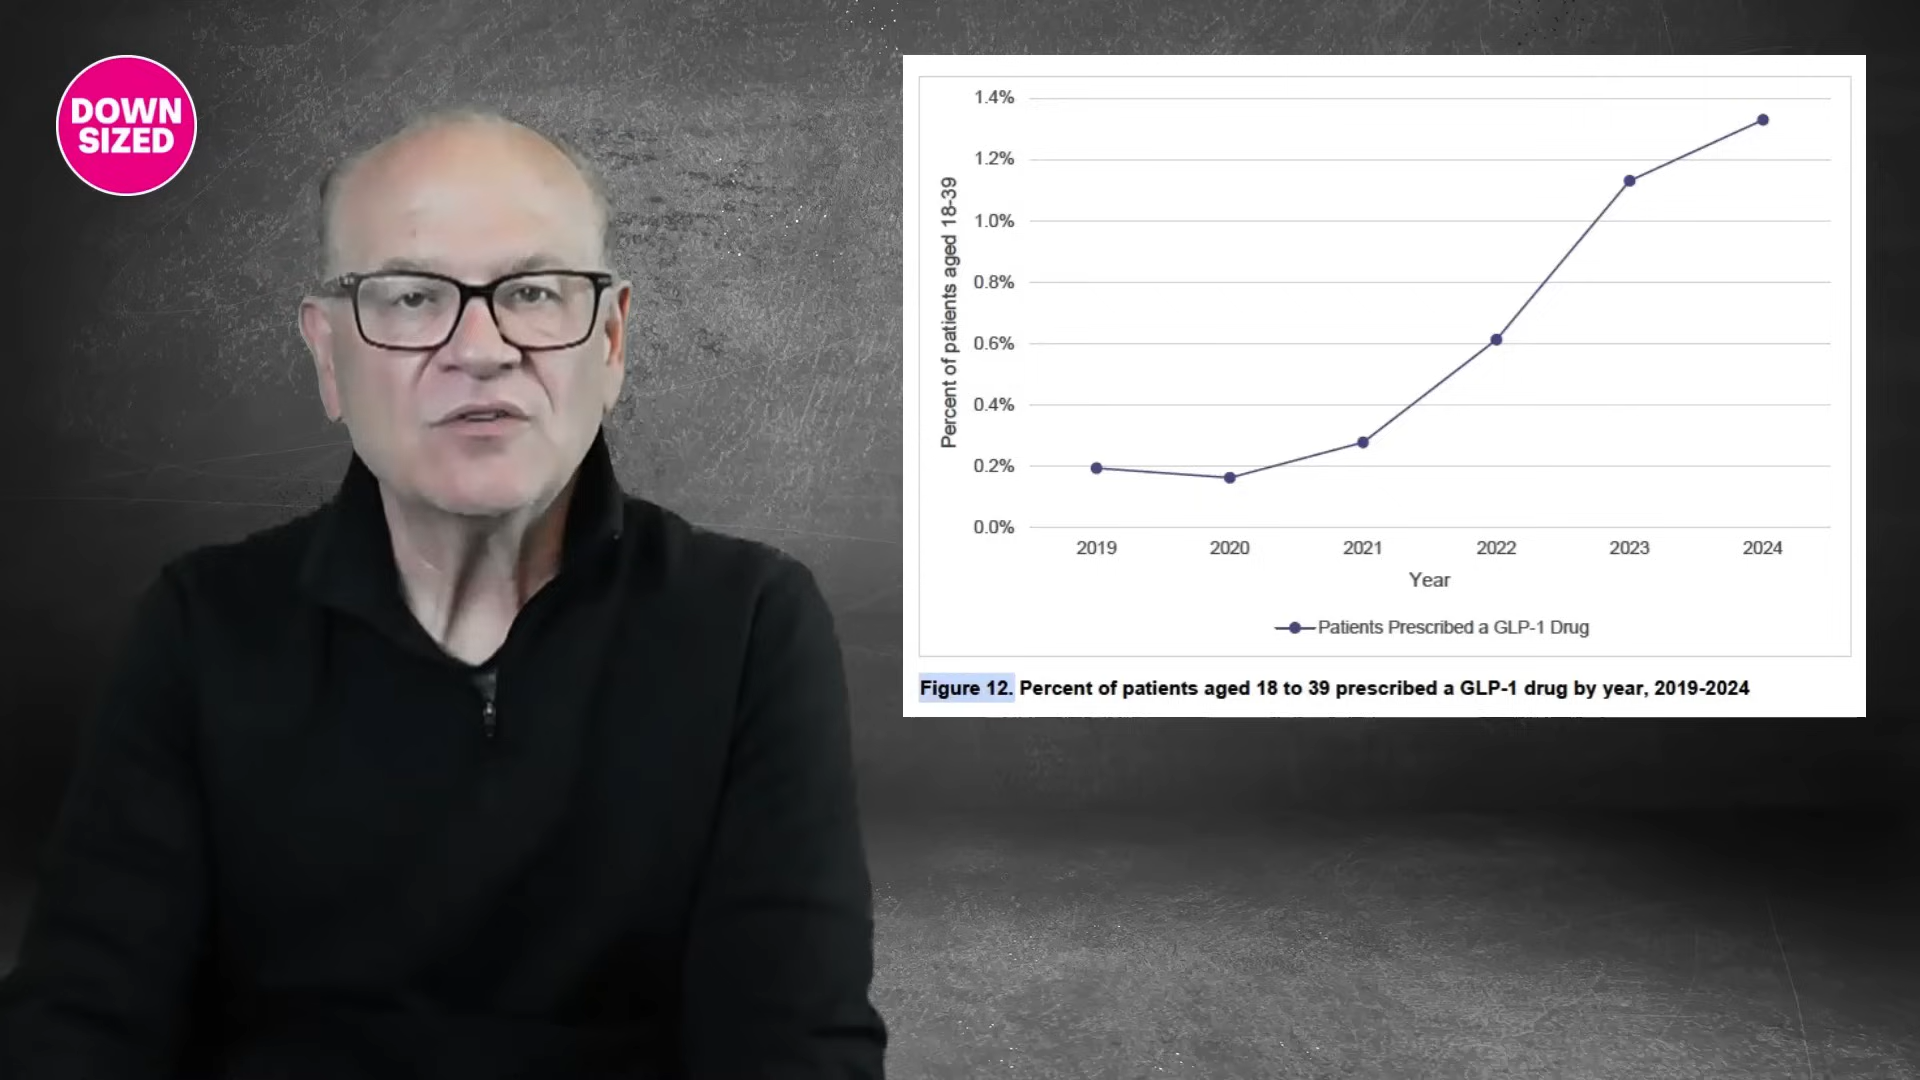 DOWN
SIZED
1.4%
1.2%
1.0%
0.8%
0.6%
0.4%
0.2%
0.0%
Percent of patients aged 18-39
2019 2020 2021 2022 2023 2024
Year
Patients Prescribed a GLP-1 Drug
Figure 12. Percent of patients aged 18 to 39 prescribed a GLP-1 drug by year, 2019-2024